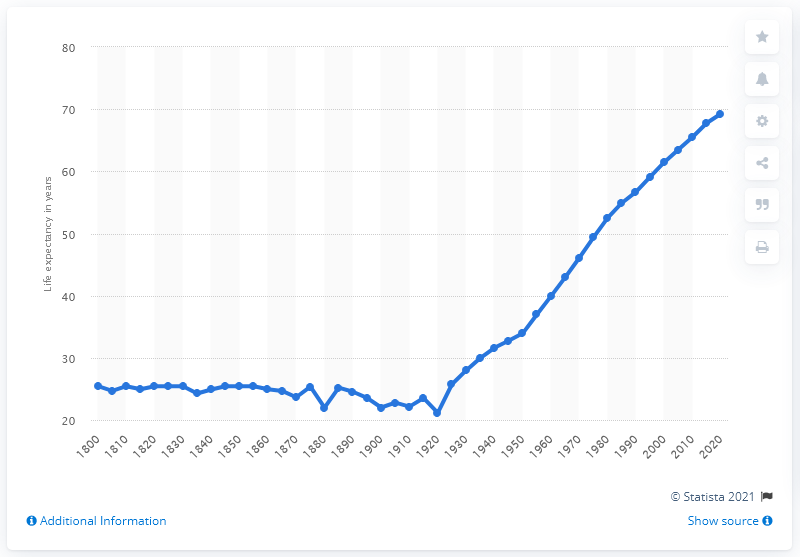 80
70
60
50
40
30
20
Life expectancy in years
1800 1810 1820 1830 1840 1850 1860 1870 1880 1890 1900 1910 1920 1930 1940 1950 1960 1970 1980 1990 2000 2010 2020
© Statista 2021
Additional Information
Show source